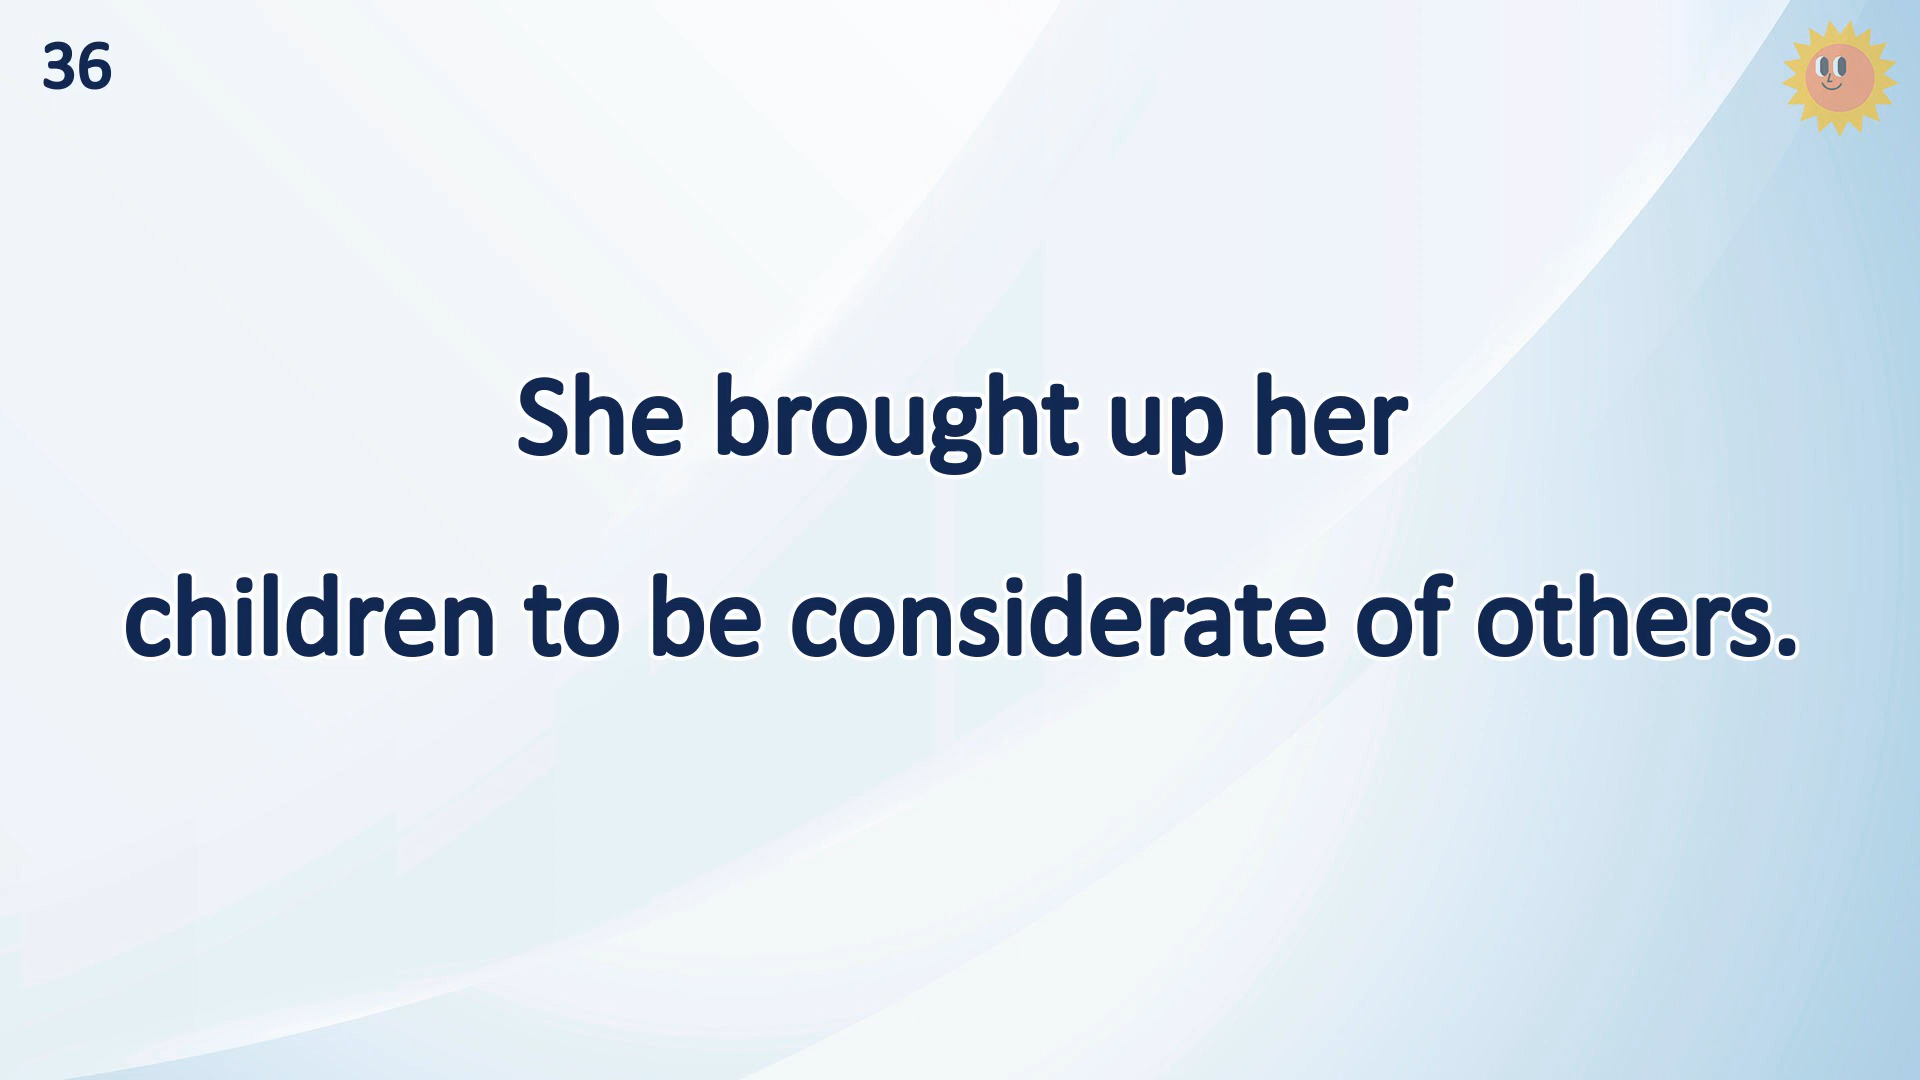 36
She brought up her
children to be considerate of others.